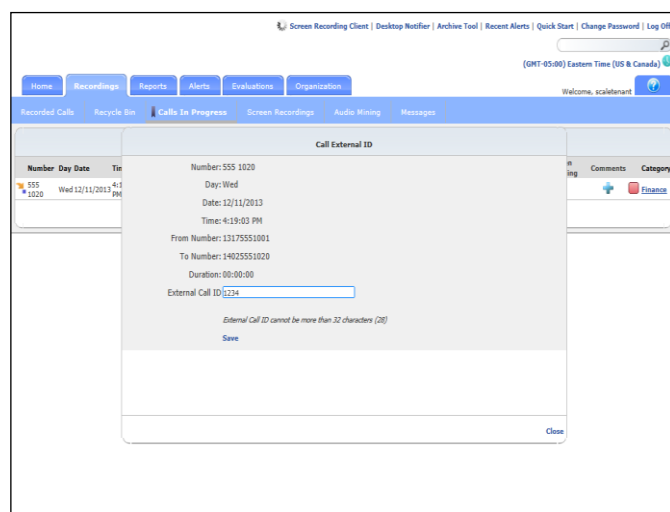 Screen Recording Client | Desktop Notifier | Archive Tool | Recent Alerts | Quick Start | Change Password | Log Off
(GMT-05:00) Eastern Time (US & Canada)
Home Recordings Reports Alerts Evaluations Organization
Welcome, scaletenant
Recorded Calls Recycle Bin Calls In Progress Screen Recordings Audio Mining Messages
Call External ID
Number: 555 1020
Day: Wed
Date: 12/11/2013
Time: 4:19:03 PM
From Number: 13175551001
To Number: 14025551020
Duration: 00:00:00
External Call ID 1234
External Call ID cannot be more than 32 characters (28)
Save
Close
Number Day Date Comments Category
555 1020 Wed 12/11/2013 PM Finance